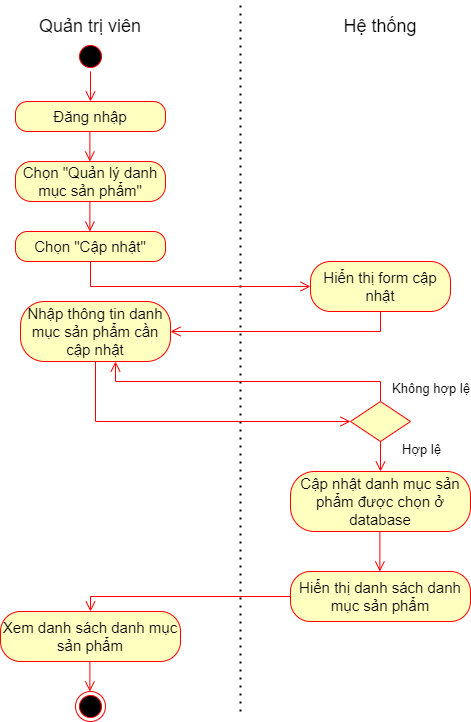 Quản trị viên
Hệ thống
Đăng nhập
Chọn "Quản lý danh
mục sản phẩm"
Chọn "Cập nhật"
Hiển thị form cập
nhật
Nhập thông tin danh
mục sản phẩm cần
cập nhật
Không hợp lệ
Hợp lệ
Cập nhật danh mục sản
phẩm được chọn ở
database
Hiển thị danh sách danh
mục sản phẩm
Xem danh sách danh mục
sản phẩm